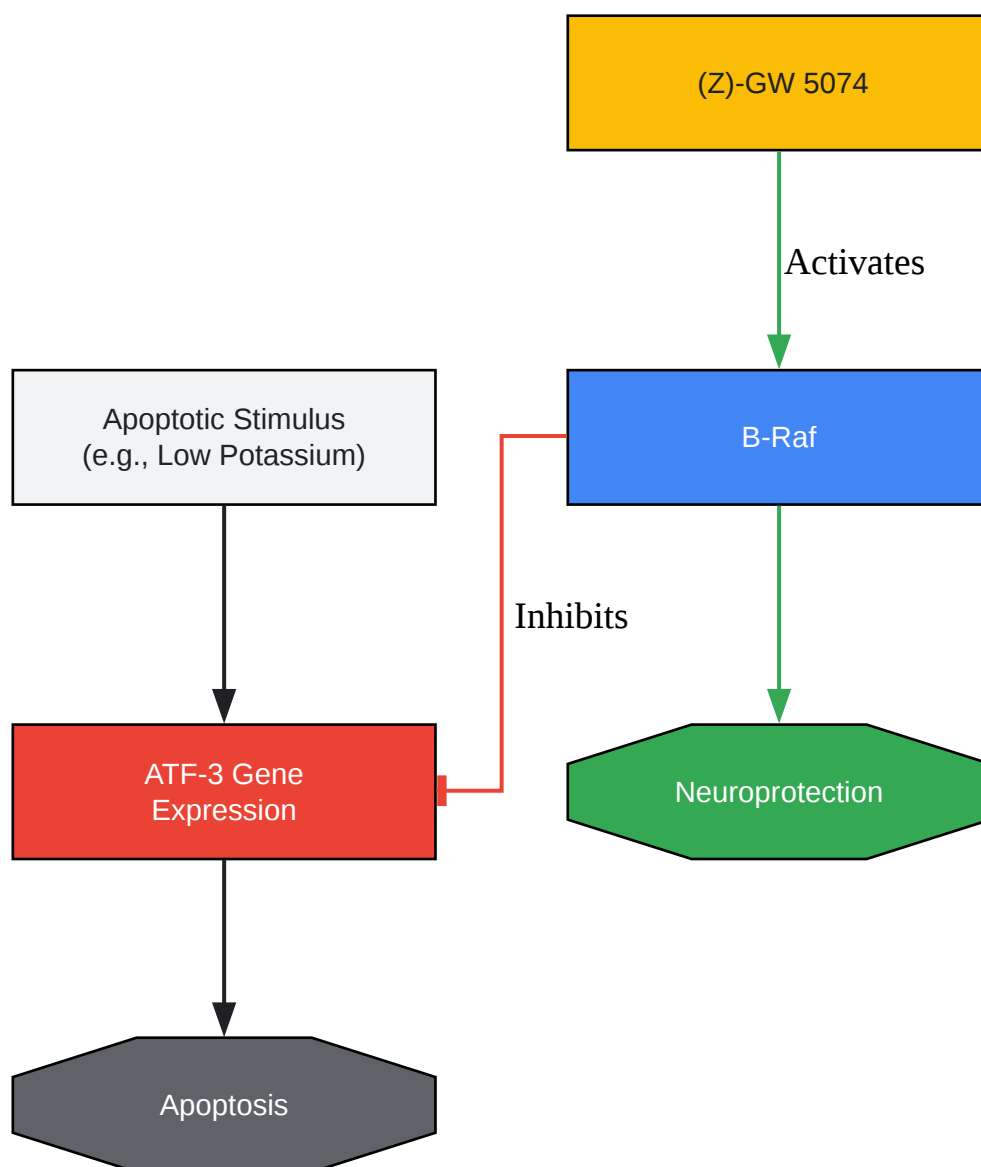 (Z)-GW 5074
Activates
Apoptotic Stimulus
(e.g., Low Potassium)
B-Raf
Inhibits
ATF-3 Gene
Expression
Neuroprotection
Apoptosis